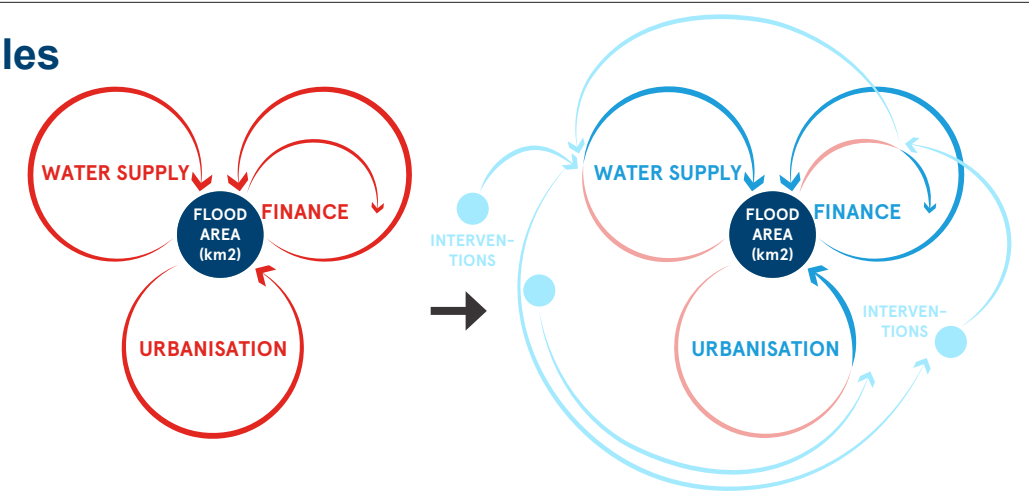 les
WATER SUPPLY
FLOOD
AREA
(km2)
FINANCE
URBANISATION
INTERVEN-
TIONS
WATER SUPPLY
FLOOD
AREA
(km2)
FINANCE
URBANISATION
INTERVEN-
TIONS